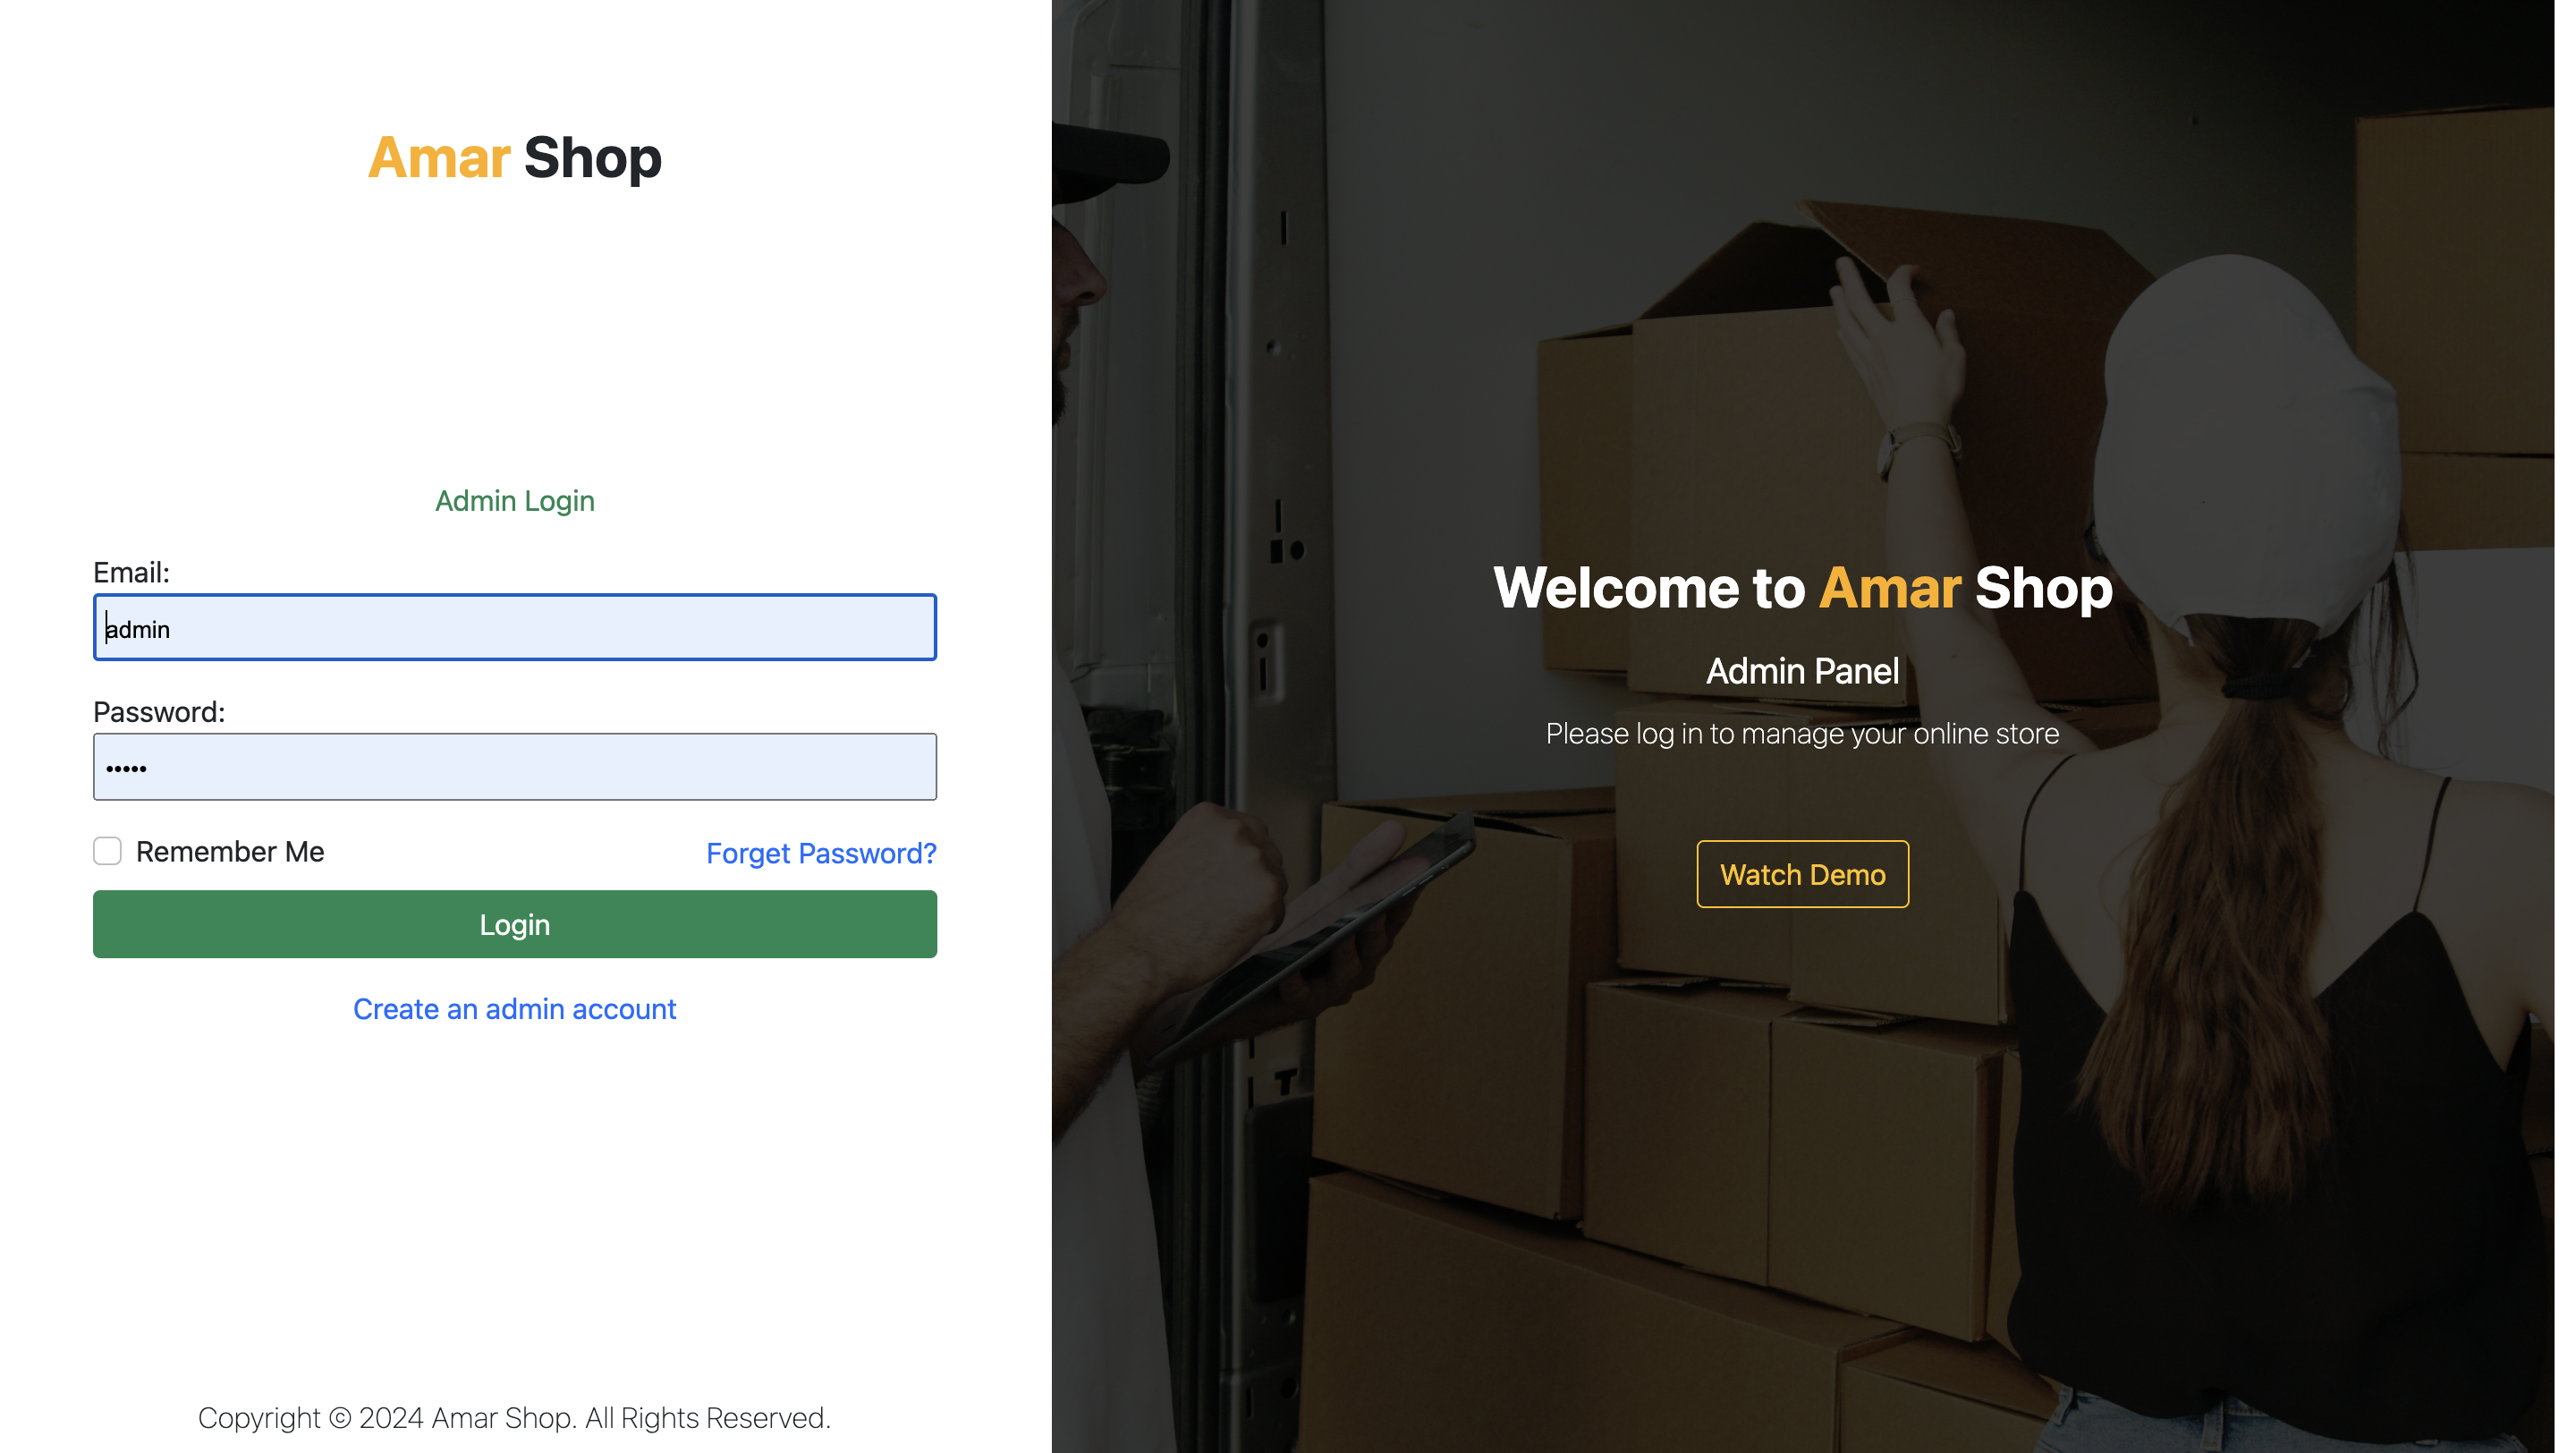 Amar Shop
Admin Login
Email:
admin
Password:
•••••
Remember Me
Forget Password?
Login
Create an admin account
Copyright © 2024 Amar Shop. All Rights Reserved.
Welcome to Amar Shop
Admin Panel
Please log in to manage your online store
Watch Demo